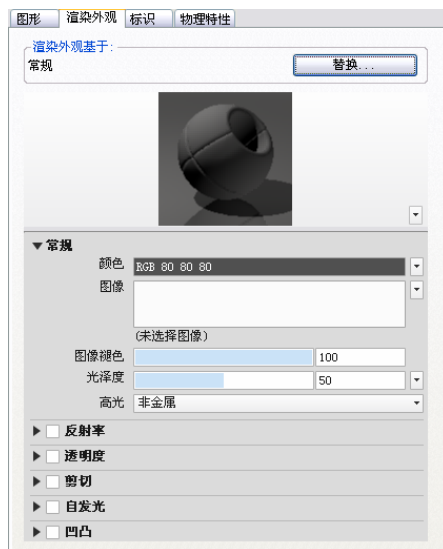 图形 渲染外观 标识 物理特性
渲染外观基于:
常规 替换...
常规
颜色 RGB 80 80 80
图像
(未选择图像)
图像褪色 100
光泽度 50
高光 非金属
反射率
透明度
剪切
自发光
凹凸